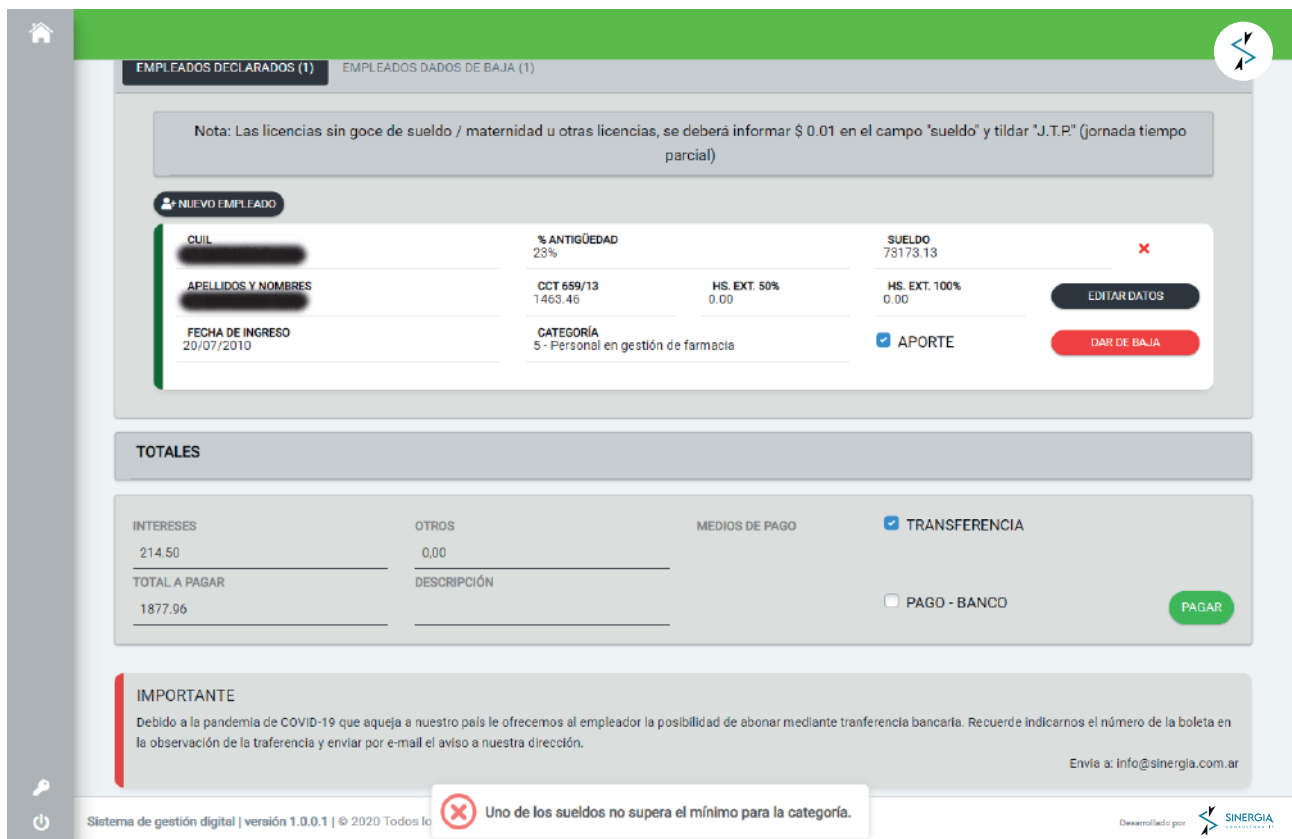 EMPLEADOS DECLARADOS (1)
EMPLEADOS DADOS DE BAJA (1)
Nota: Las licencias sin goce de sueldo / maternidad u otras licencias, se deberá informar $ 0.01 en el campo "sueldo" y tildar "J.T.P." (jornada tiempo
parcial)
NUEVO EMPLEADO
CUIL
% ANTIGÜEDAD
23%
SUELDO
73173.13
APELLIDOS Y NOMBRES
CCT 659/13
1463.46
HS. EXT. 50%
0.00
HS. EXT. 100%
0.00
EDITAR DATOS
FECHA DE INGRESO
20/07/2010
CATEGORÍA
5 - Personal en gestión de farmacia
APORTE
DAR DE BAJA
TOTALES
INTERESES
214.50
OTROS
0,00
MEDIOS DE PAGO
TRANSFERENCIA
TOTAL A PAGAR
1877.96
DESCRIPCIÓN
PAGO - BANCO
PAGAR
IMPORTANTE
Debido a la pandemia de COVID-19 que aqueja a nuestro país le ofrecemos al empleador la posibilidad de abonar mediante tranferencia bancaria. Recuerde indicarnos el número de la boleta en
la observación de la traferencia y enviar por e-mail el aviso a nuestra dirección.
Envia a: info@sinergia.com.ar
Sistema de gestión digital | versión 1.0.0.1 | © 2020 Todos lo
Uno de los sueldos no supera el mínimo para la categoría.
Desarrollado por
SINERGIA